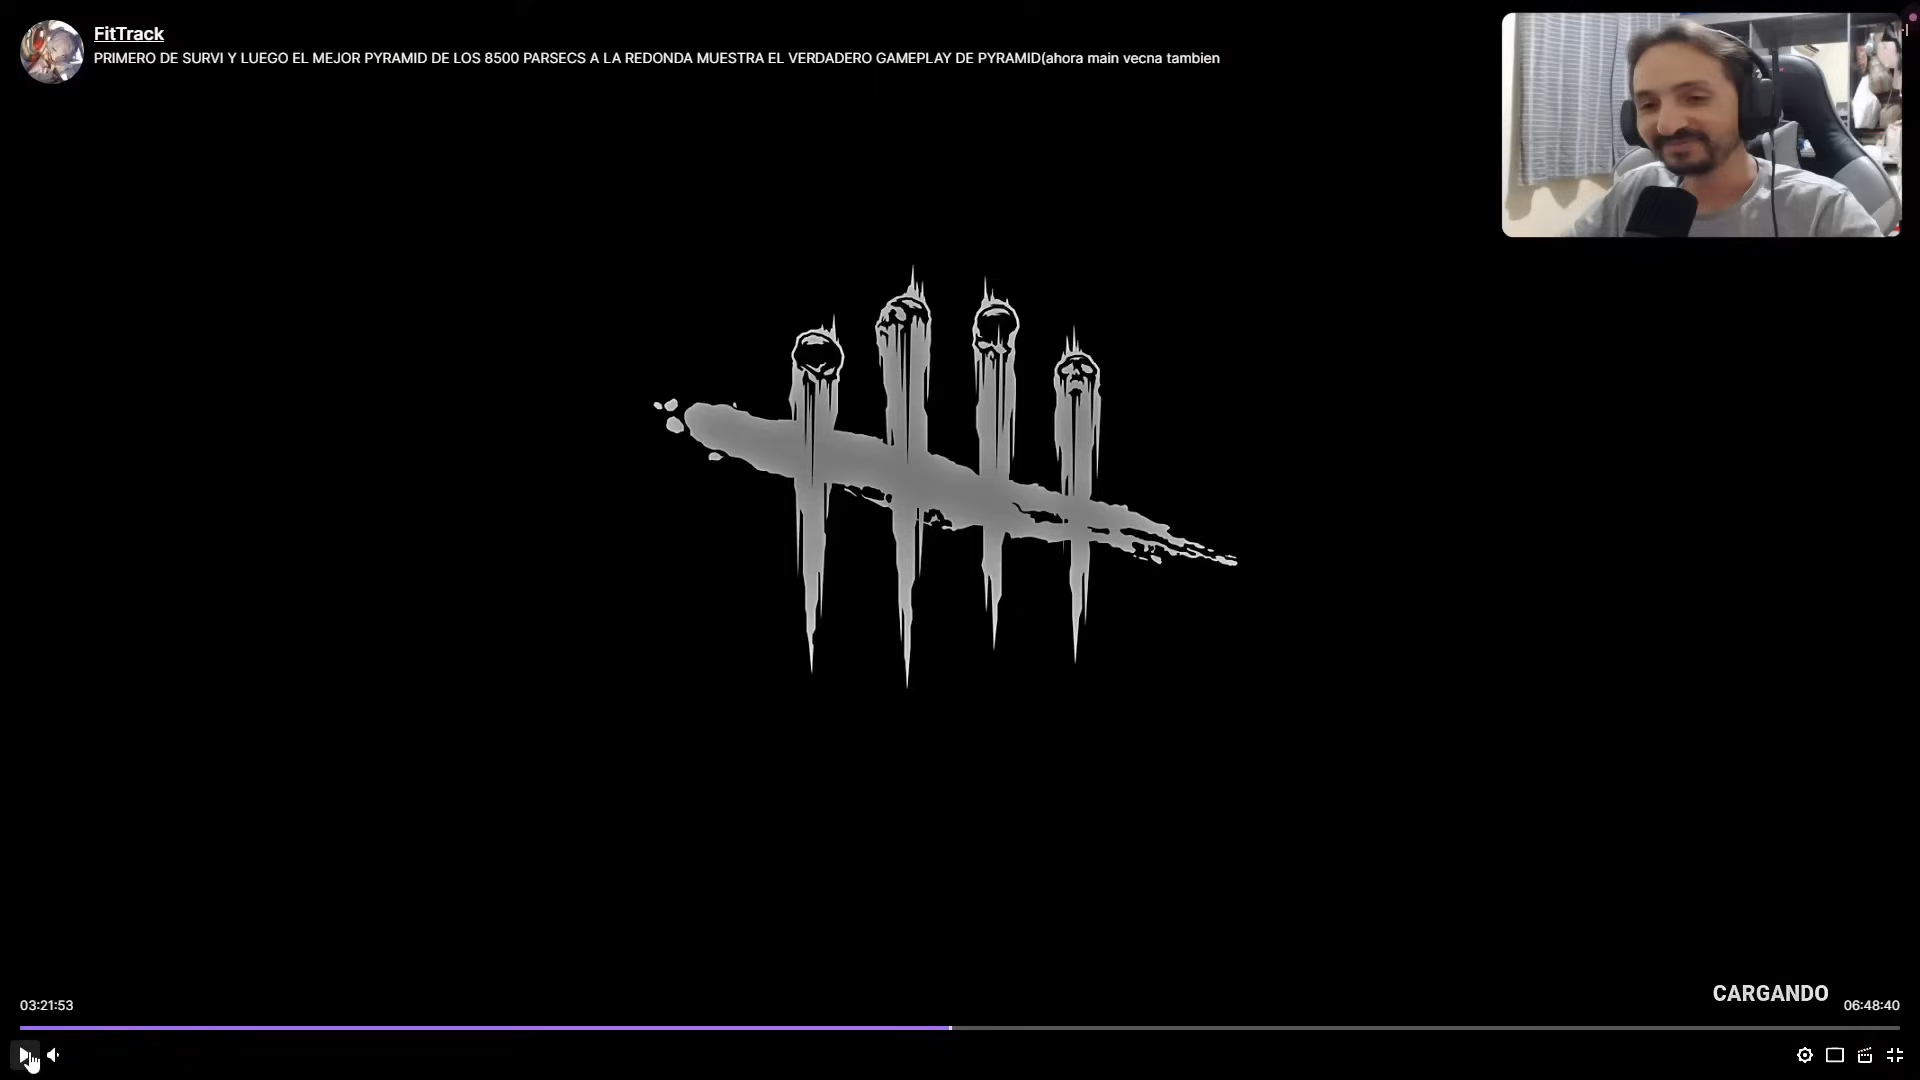 FitTrack
PRIMERO DE SURVI Y LUEGO EL MEJOR PYRAMID DE LOS 8500 PARSECS A LA REDONDA MUESTRA EL VERDADERO GAMEPLAY DE PYRAMID(ahora main vecna tambien
CARGANDO
03:21:53
06:48:40